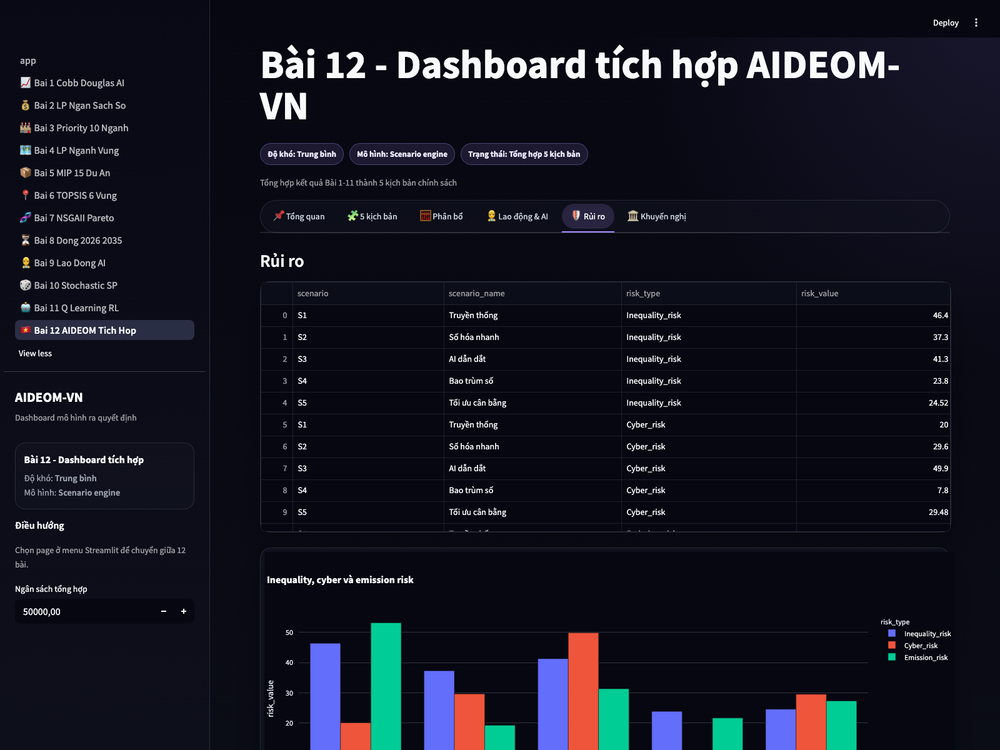 Deploy
app
Bai 1 Cobb Douglas AI
Bai 2 LP Ngan Sach So
Bai 3 Priority 10 Nganh
Bai 4 LP Nganh Vung
Bai 5 MIP 15 Du An
Bai 6 TOPSIS 6 Vung
Bai 7 NSGAII Pareto
Bai 8 Dong 2026 2035
Bai 9 Lao Dong AI
Bai 10 Stochastic SP
Bai 11 Q Learning RL
Bai 12 AIDEOM Tich Hop
View less
AIDEOM-VN
Dashboard mô hình ra quyết định
Bài 12 - Dashboard tích hợp
Độ khó: Trung bình
Mô hình: Scenario engine
Điều hướng
Chọn page ở menu Streamlit để chuyển giữa 12
bài.
Ngân sách tổng hợp
50000,00 − +
Bài 12 - Dashboard tích hợp AIDEOM-
VN
Độ khó: Trung bình Mô hình: Scenario engine Trạng thái: Tổng hợp 5 kịch bản
Tổng hợp kết quả Bài 1-11 thành 5 kịch bản chính sách
Tổng quan 5 kịch bản Phân bổ Lao động & AI Rủi ro Khuyến nghị
Rủi ro
scenario scenario_name risk_type risk_value
0 S1 Truyền thống Inequality_risk 46.4
1 S2 Số hóa nhanh Inequality_risk 37.3
2 S3 AI dẫn dắt Inequality_risk 41.3
3 S4 Bao trùm số Inequality_risk 23.8
4 S5 Tối ưu cân bằng Inequality_risk 24.52
5 S1 Truyền thống Cyber_risk 20
6 S2 Số hóa nhanh Cyber_risk 29.6
7 S3 AI dẫn dắt Cyber_risk 49.9
8 S4 Bao trùm số Cyber_risk 7.8
9 S5 Tối ưu cân bằng Cyber_risk 29.48
Inequality, cyber và emission risk
risk_type
Inequality_risk
Cyber_risk
Emission_risk
50
40
30
20
risk_value